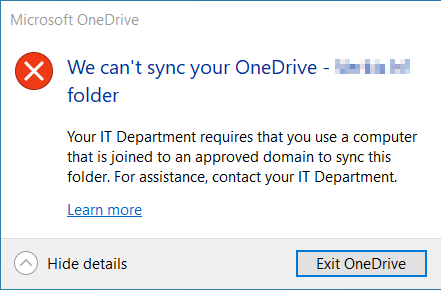 Microsoft OneDrive
We can't sync your OneDrive -
folder
Your IT Department requires that you use a computer
that is joined to an approved domain to sync this
folder. For assistance, contact your IT Department.
Learn more
Hide details
Exit OneDrive